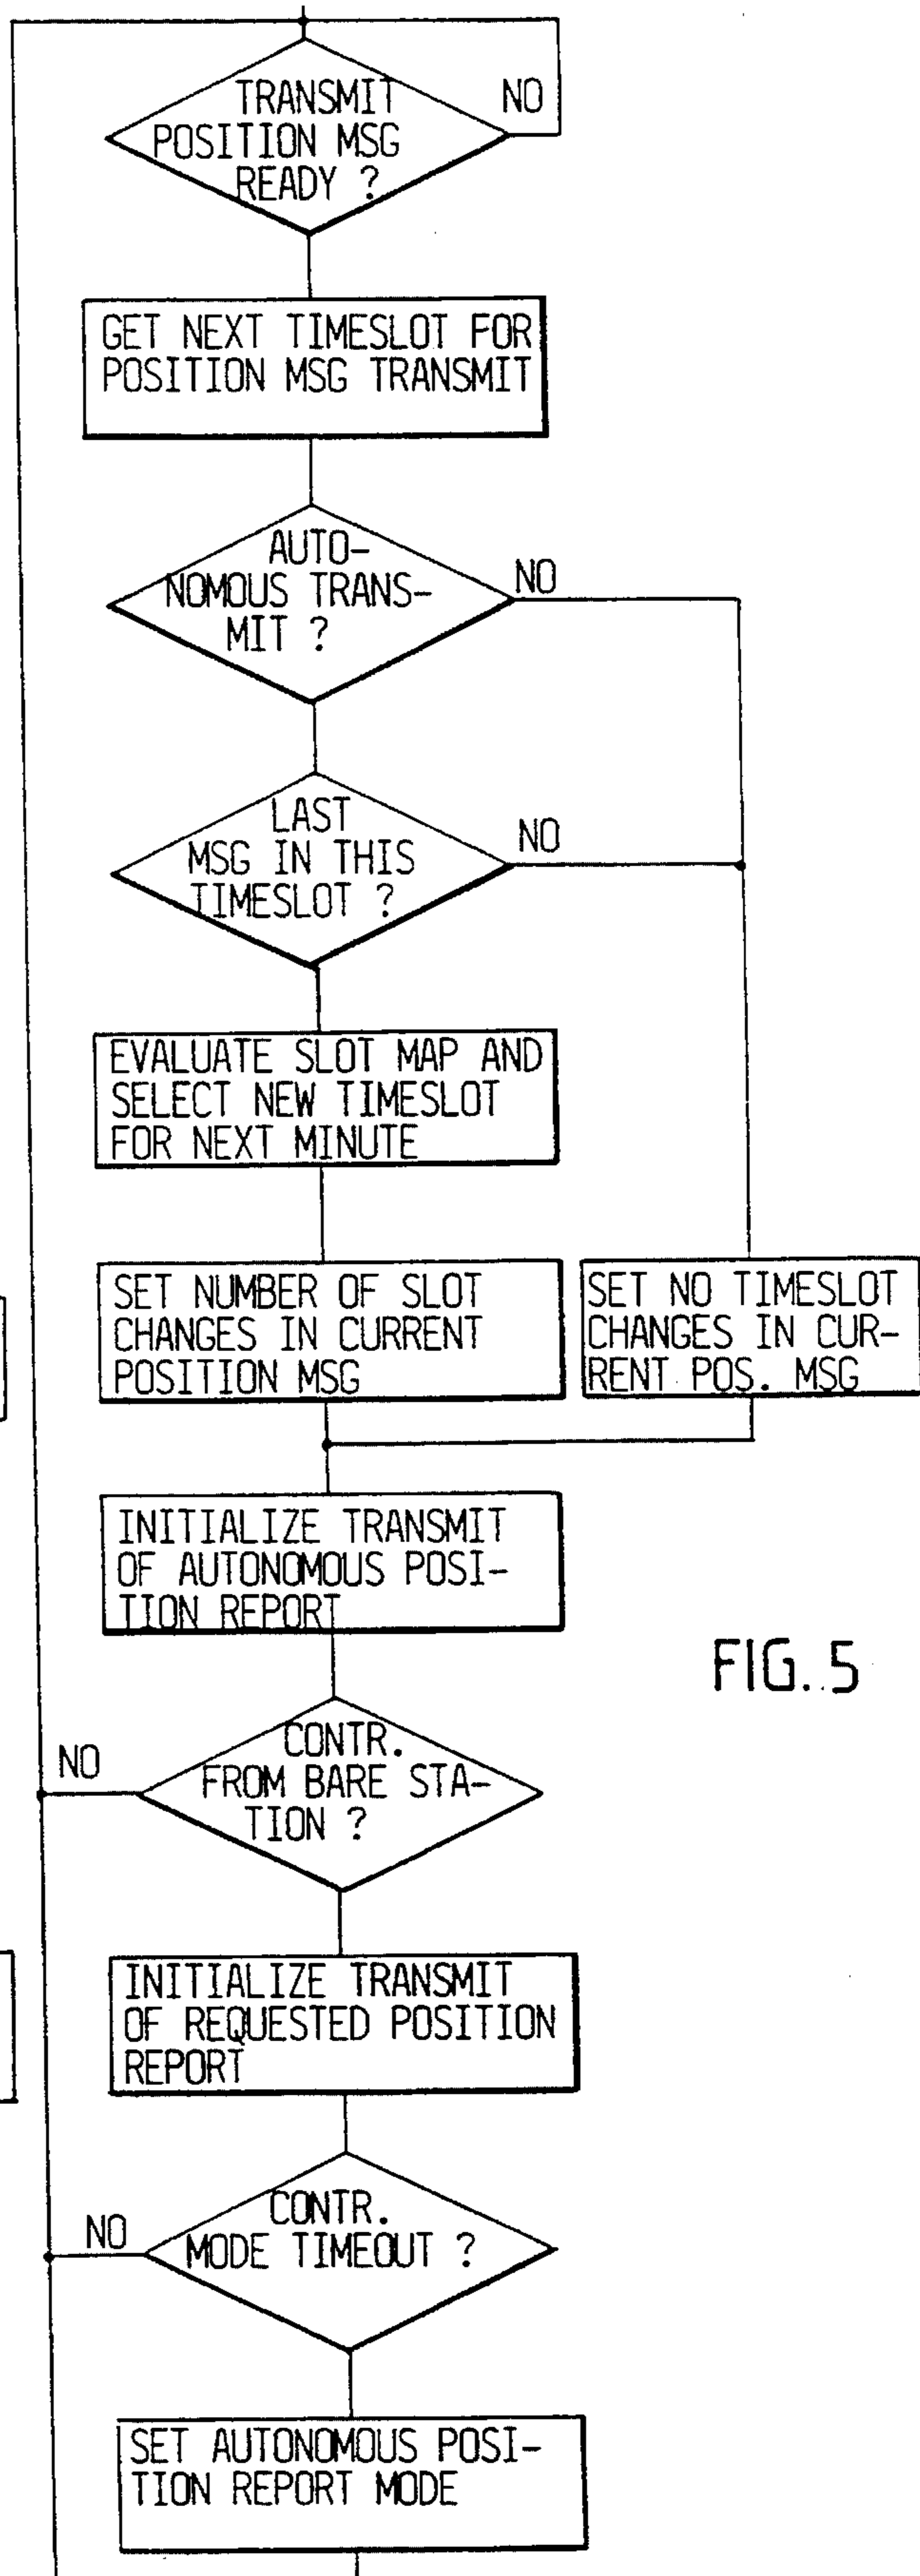 TRANSMIT
POSITION MSG
READY ?
NO
GET NEXT TIMESLOT FOR
POSITION MSG TRANSMIT
AUTO-
NOMOUS TRANS-
MIT ?
NO
LAST
MSG IN THIS
TIMESLOT ?
NO
EVALUATE SLOT MAP AND
SELECT NEW TIMESLOT
FOR NEXT MINUTE
SET NUMBER OF SLOT
CHANGES IN CURRENT
POSITION MSG
SET NO TIMESLOT
CHANGES IN CUR-
RENT POS. MSG
INITIALIZE TRANSMIT
OF AUTONOMOUS POSI-
TION REPORT
FIG. 5
CONTR.
FROM BARE STA-
TION ?
NO
INITIALIZE TRANSMIT
OF REQUESTED POSITION
REPORT
CONTR.
MODE TIMEOUT ?
NO
SET AUTONOMOUS POSI-
TION REPORT MODE